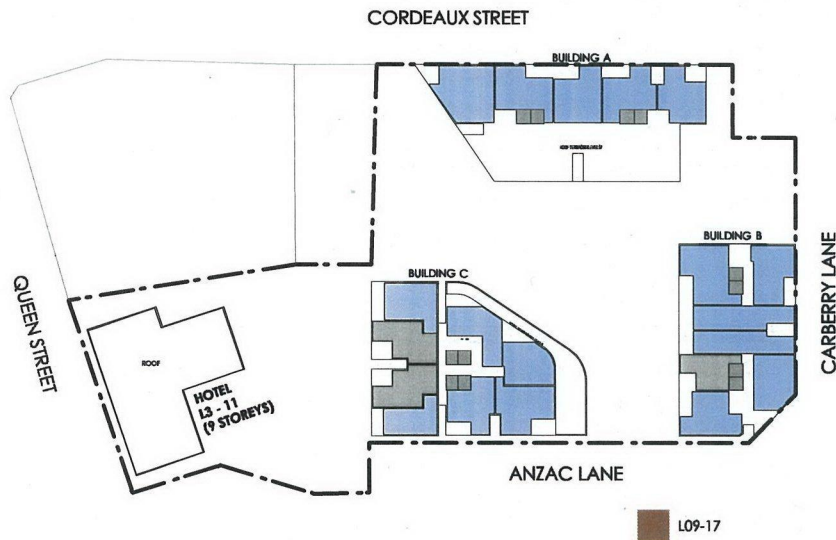 CORDEAUX STREET
BUILDING A
BUILDING B
BUILDING C
CARBERRY LANE
QUEEN STREET
ROOF
HOTEL
L3 - 11
(9 STOREYS)
ANZAC LANE
L09-17